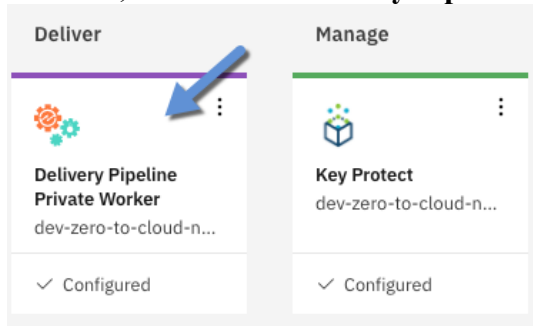 Deliver
Manage
Delivery Pipeline
Private Worker
dev-zero-to-cloud-n...
Configured
Key Protect
dev-zero-to-cloud-n...
Configured